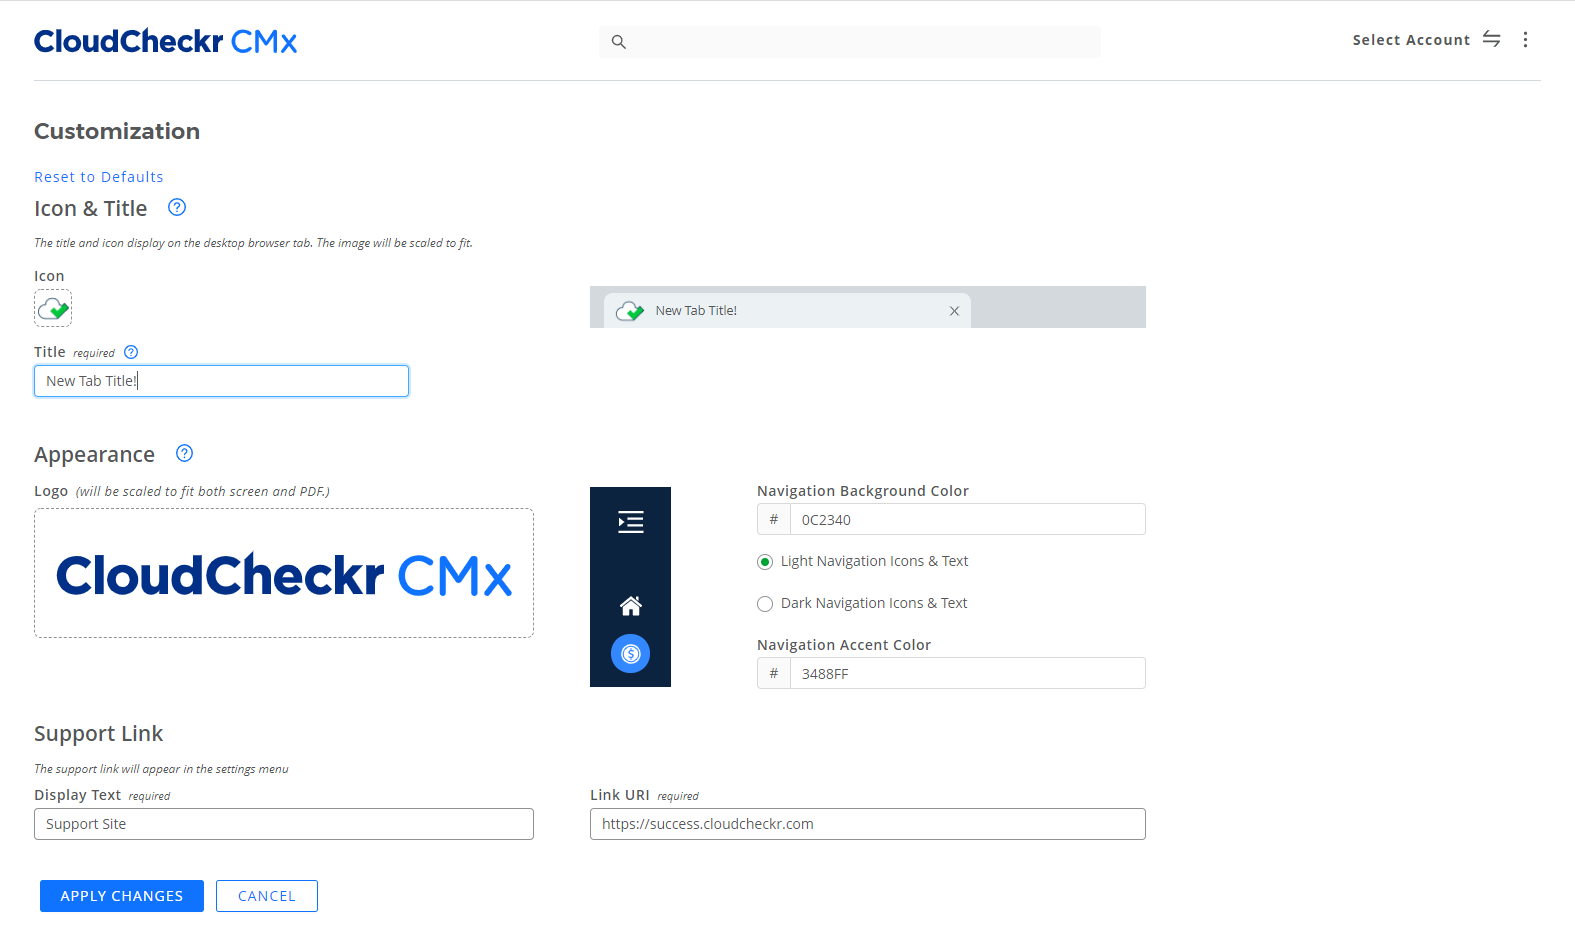 CloudCheckr CMx
Select Account
Customization
Reset to Defaults
Icon & Title ?
The title and icon display on the desktop browser tab. The image will be scaled to fit.
Icon
New Tab Title!
Title required ?
New Tab Title!
Appearance ?
Logo (will be scaled to fit both screen and PDF.)
CloudCheckr CMx
$
Navigation Background Color
# 0C2340
Light Navigation Icons & Text
Dark Navigation Icons & Text
Navigation Accent Color
# 3488FF
Support Link
The support link will appear in the settings menu
Display Text required
Support Site
Link URI required
https://success.cloudcheckr.com
APPLY CHANGES
CANCEL